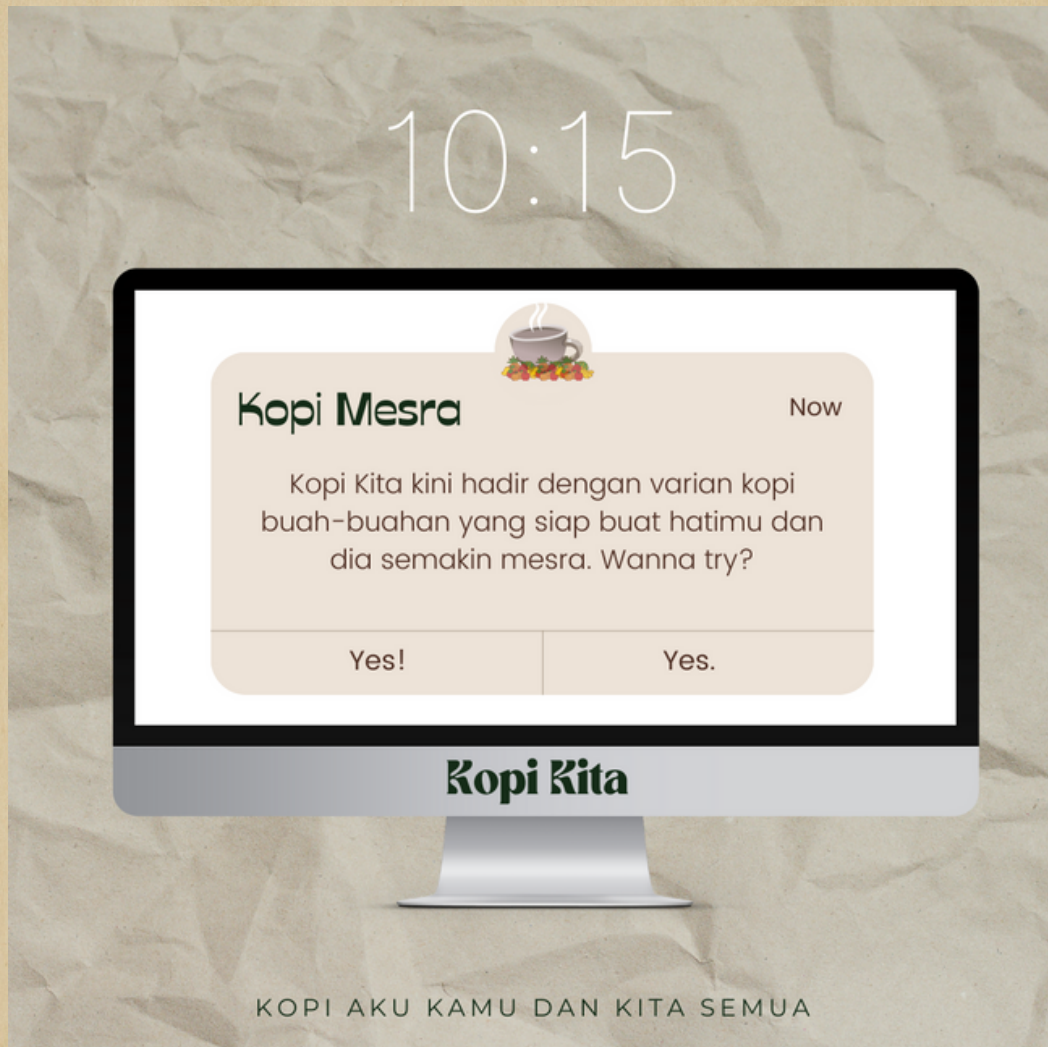 10:15
Kopi Mesra
Now
Kopi Kita kini hadir dengan varian kopi
buah-buahan yang siap buat hatimu dan
dia semakin mesra. Wanna try?
Yes!
Yes.
Kopi Kita
KOPI AKU KAMU DAN KITA SEMUA